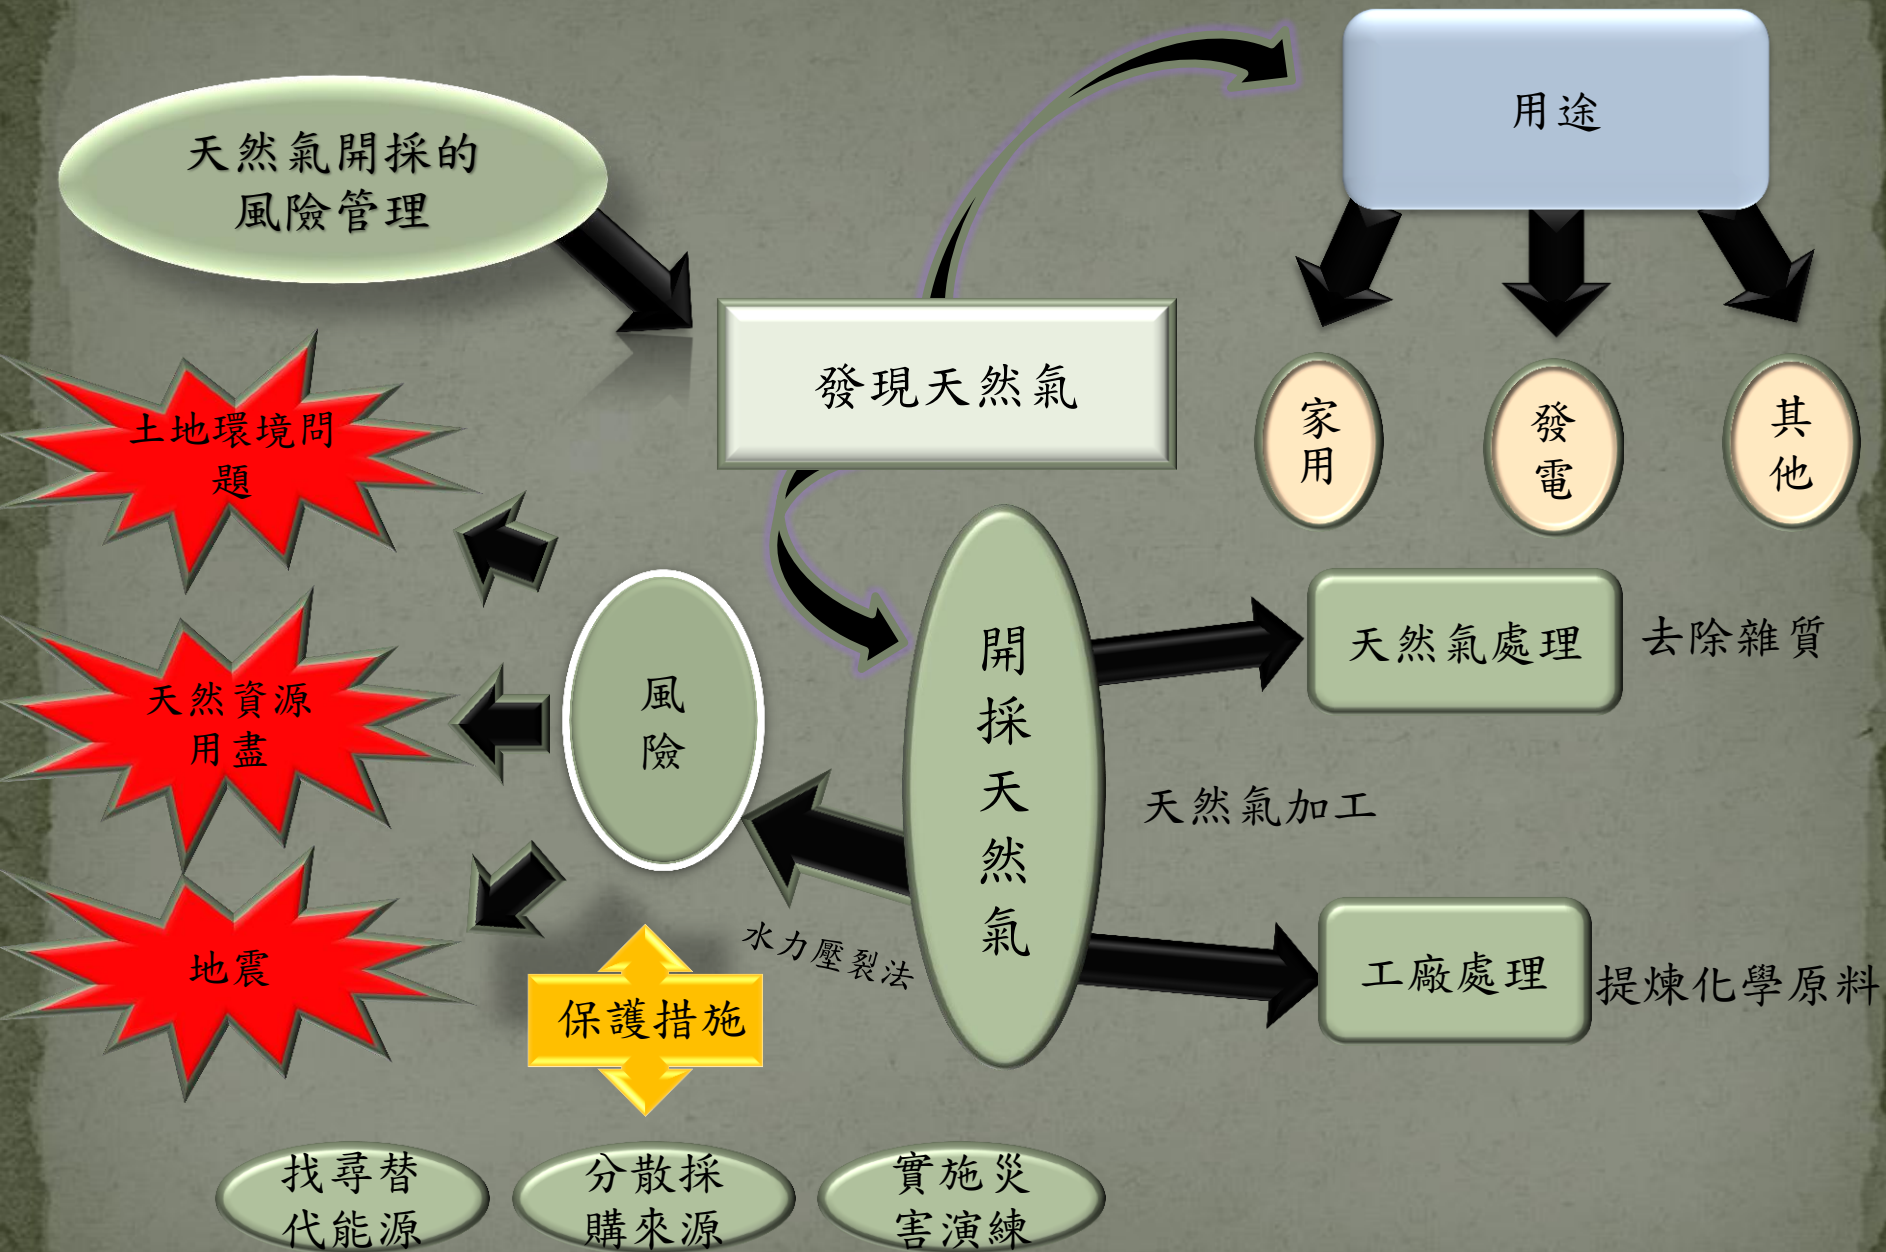 天然氣開採的
風險管理
用途
發現天然氣
家
用
發
電
其
他
土地環境問
題
天然資源
用盡
地震
風
險
開
採
天
然
氣
天然氣處理
去除雜質
天然氣加工
工廠處理
提煉化學原料
水力壓裂法
保護措施
找尋替
代能源
分散採
購來源
實施災
害演練